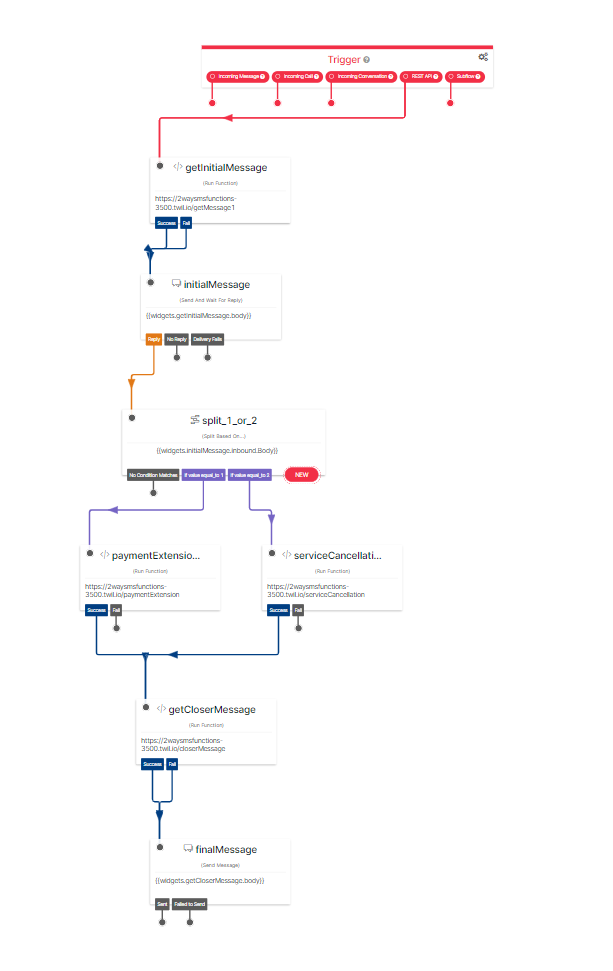 Trigger
Incoming Message
Incoming Call
Incoming Conversation
REST API
Subflow
getInitialMessage
(Run Function)
https://2waysmsfunctions-
3500.twil.io/getMessage1
Success Fail
initialMessage
(Send And Wait For Reply)
{{widgets.getInitialMessage.body}}
Reply No Reply Delivery Fails
split_1_or_2
(Split Based On...)
{{widgets.initialMessage.inbound.Body}}
No Condition Matches If value equal_to 1 If value equal_to 2 NEW
paymentExtensio...
(Run Function)
https://2waysmsfunctions-
3500.twil.io/paymentExtension
Success Fail
serviceCancellati...
(Run Function)
https://2waysmsfunctions-
3500.twil.io/serviceCancellation
Success Fail
getCloserMessage
(Run Function)
https://2waysmsfunctions-
3500.twil.io/closerMessage
Success Fail
finalMessage
(Send Message)
{{widgets.getCloserMessage.body}}
Sent Failed to Send